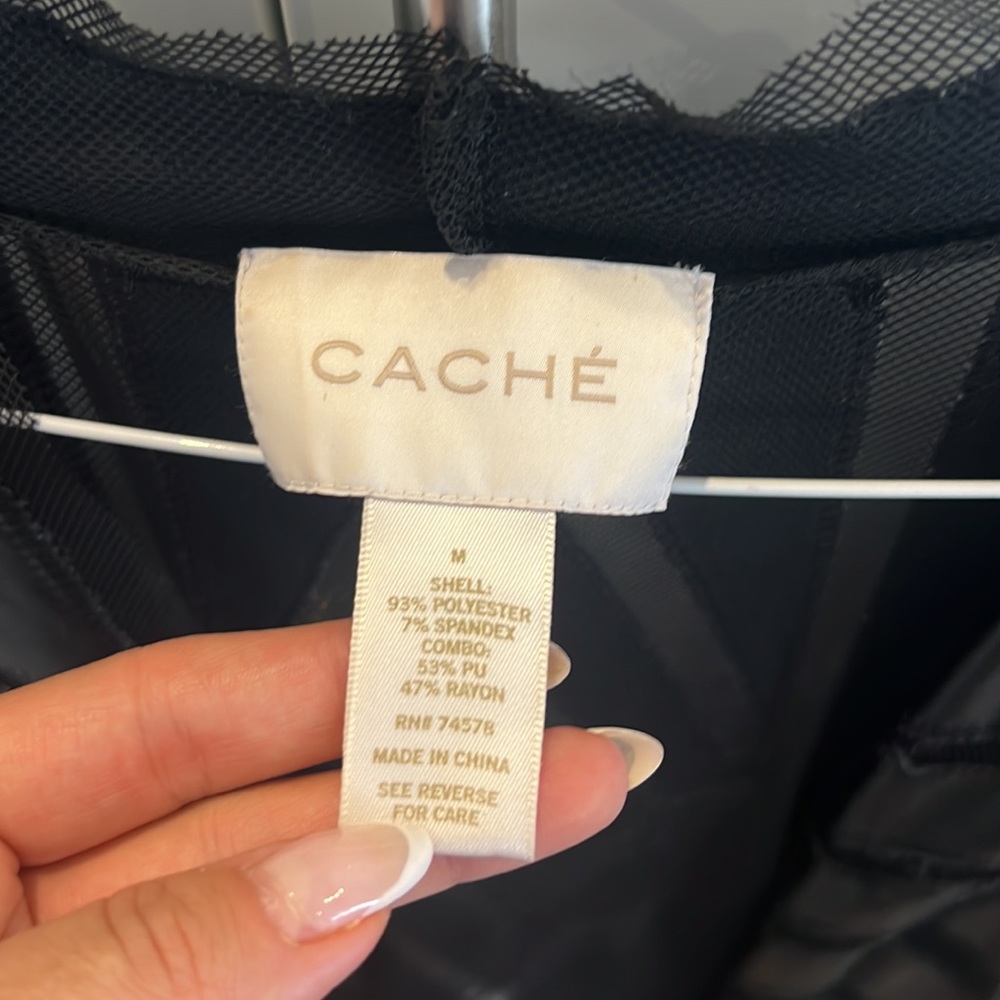 CACHÉ
M
SHELL:
93% POLYESTER
7% SPANDEX
COMBO:
53% PU
47% RAYON
RN# 74578
MADE IN CHINA
SEE REVERSE
FOR CARE